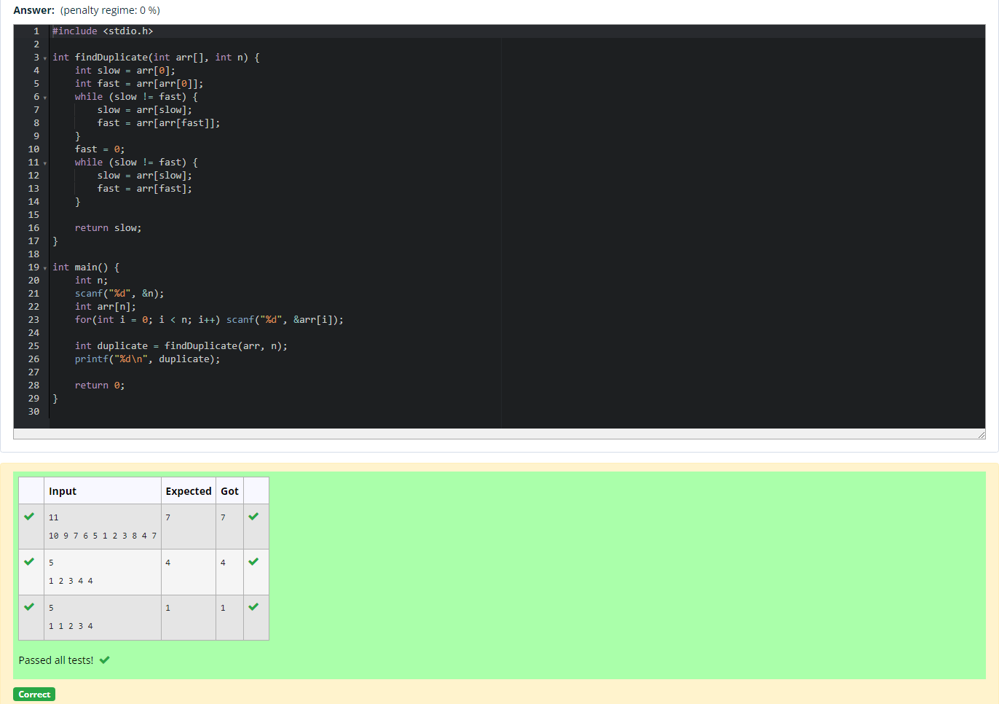 Answer: (penalty regime: 0 %)
1 #include <stdio.h>
2
3 int findDuplicate(int arr[], int n) {
4     int slow = arr[0];
5     int fast = arr[arr[0]];
6     while (slow != fast) {
7         slow = arr[slow];
8         fast = arr[arr[fast]];
9     }
10     fast = 0;
11     while (slow != fast) {
12         slow = arr[slow];
13         fast = arr[fast];
14     }
15
16     return slow;
17 }
18
19 int main() {
20     int n;
21     scanf("%d", &n);
22     int arr[n];
23     for(int i = 0; i < n; i++) scanf("%d", &arr[i]);
24
25     int duplicate = findDuplicate(arr, n);
26     printf("%d\n", duplicate);
27
28     return 0;
29 }
30
Input Expected Got
11 7 7
10 9 7 6 5 1 2 3 8 4 7
5 4 4
1 2 3 4 4
5 1 1
1 1 2 3 4
Passed all tests!
Correct